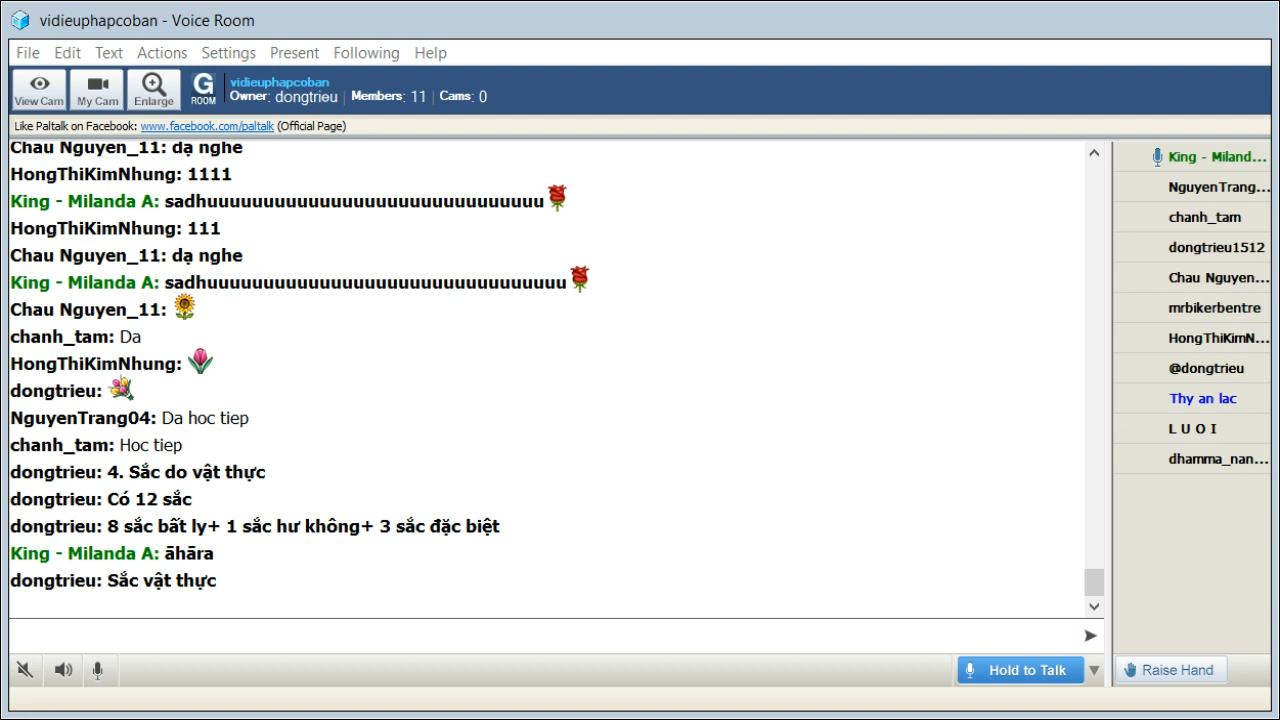 vidieuphapcoban - Voice Room
File Edit Text Actions Settings Present Following Help
View Cam My Cam Enlarge G ROOM
vidieuphapcoban
Owner: dongtrieu | Members: 11 | Cams: 0
Like Paltalk on Facebook: www.facebook.com/paltalk (Official Page)
Chau Nguyen_11: dạ nghe
HongThiKimNhung: 1111
King - Milanda A: sadhuuuuuuuuuuuuuuuuuuuuuuuuuuuuuu
HongThiKimNhung: 111
Chau Nguyen_11: dạ nghe
King - Milanda A: sadhuuuuuuuuuuuuuuuuuuuuuuuuuuuuuuuu
Chau Nguyen_11:
chanh_tam: Da
HongThiKimNhung:
dongtrieu:
NguyenTrang04: Da hoc tiep
chanh_tam: Hoc tiep
dongtrieu: 4. Sắc do vật thực
dongtrieu: Có 12 sắc
dongtrieu: 8 sắc bất ly+ 1 sắc hư không+ 3 sắc đặc biệt
King - Milanda A: āhāra
dongtrieu: Sắc vật thực
King - Miland...
NguyenTrang...
chanh_tam
dongtrieu1512
Chau Nguyen...
mrbikerbentre
HongThiKimN...
@dongtrieu
Thy an lac
L U O I
dhamma_nan...
Hold to Talk
Raise Hand